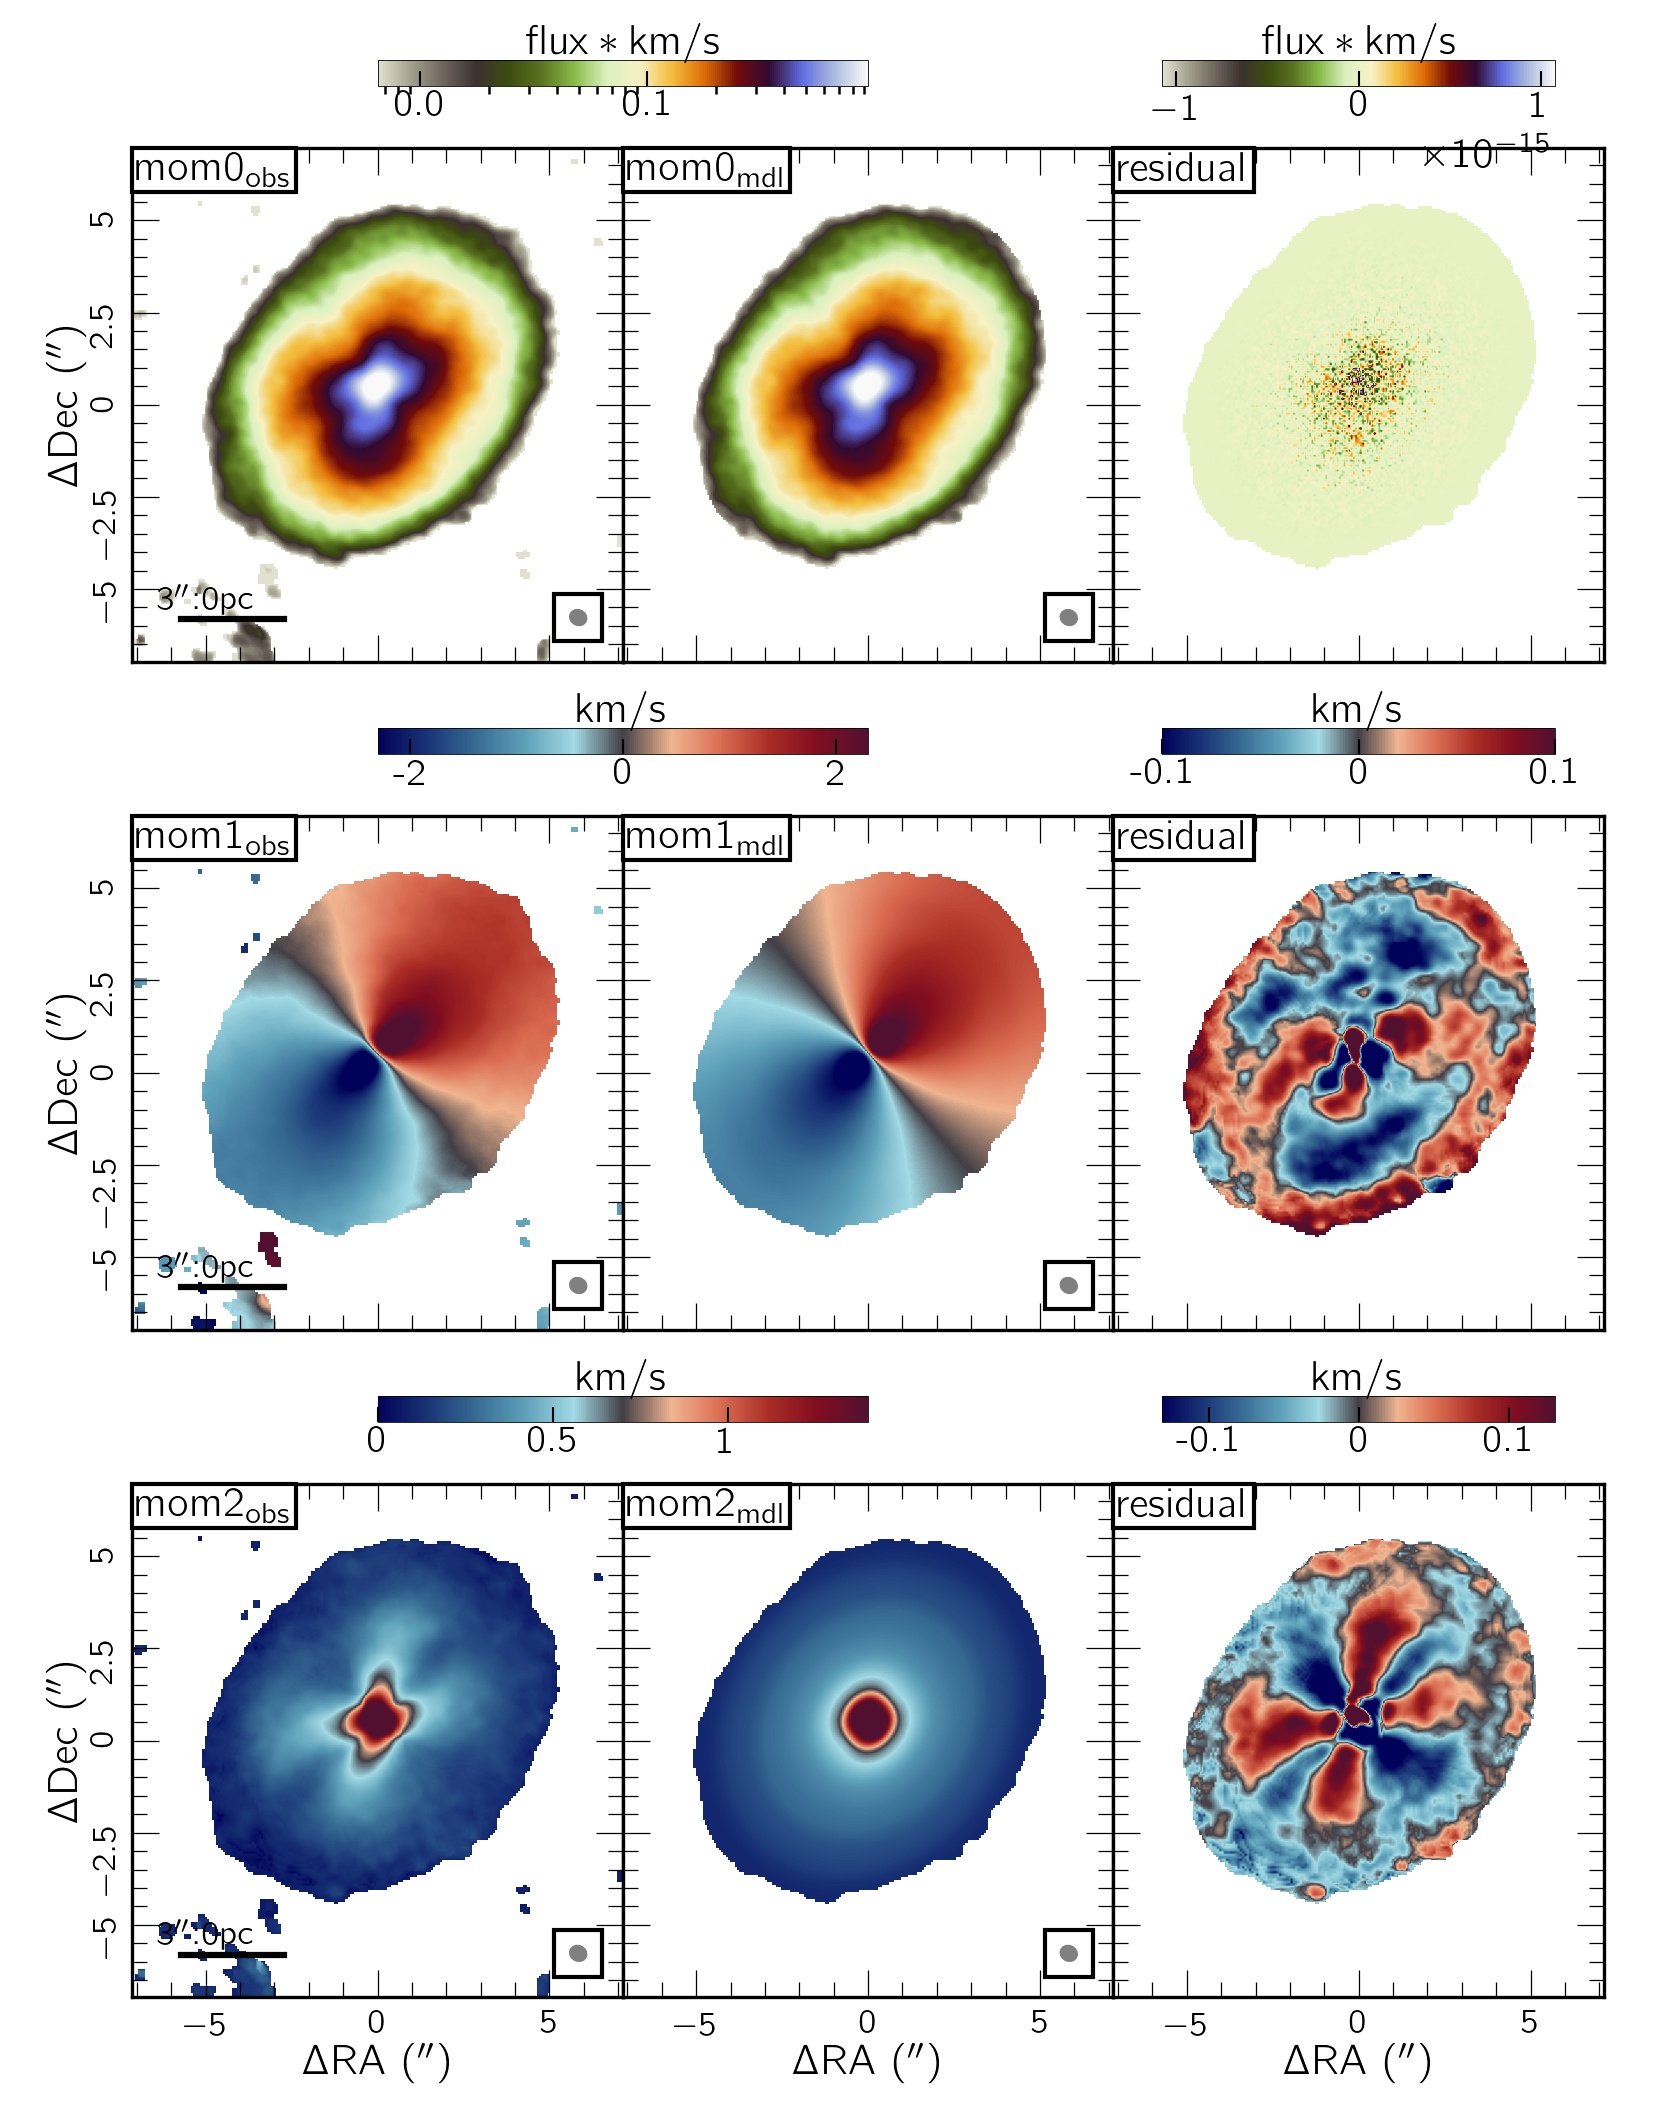 flux * km/s
flux * km/s
0.0 0.1
−1 0 1
×10−15
mom0obs
mom0mdl
residual
ΔDec (″)
5
2.5
0
−2.5
−5
3″:0pc
km/s
km/s
-2 0 2
-0.1 0 0.1
mom1obs
mom1mdl
residual
ΔDec (″)
5
2.5
0
−2.5
−5
3″:0pc
km/s
km/s
0 0.5 1
-0.1 0 0.1
mom2obs
mom2mdl
residual
ΔDec (″)
5
2.5
0
−2.5
−5
3″:0pc
−5 0 5
−5 0 5
−5 0 5
ΔRA (″)
ΔRA (″)
ΔRA (″)